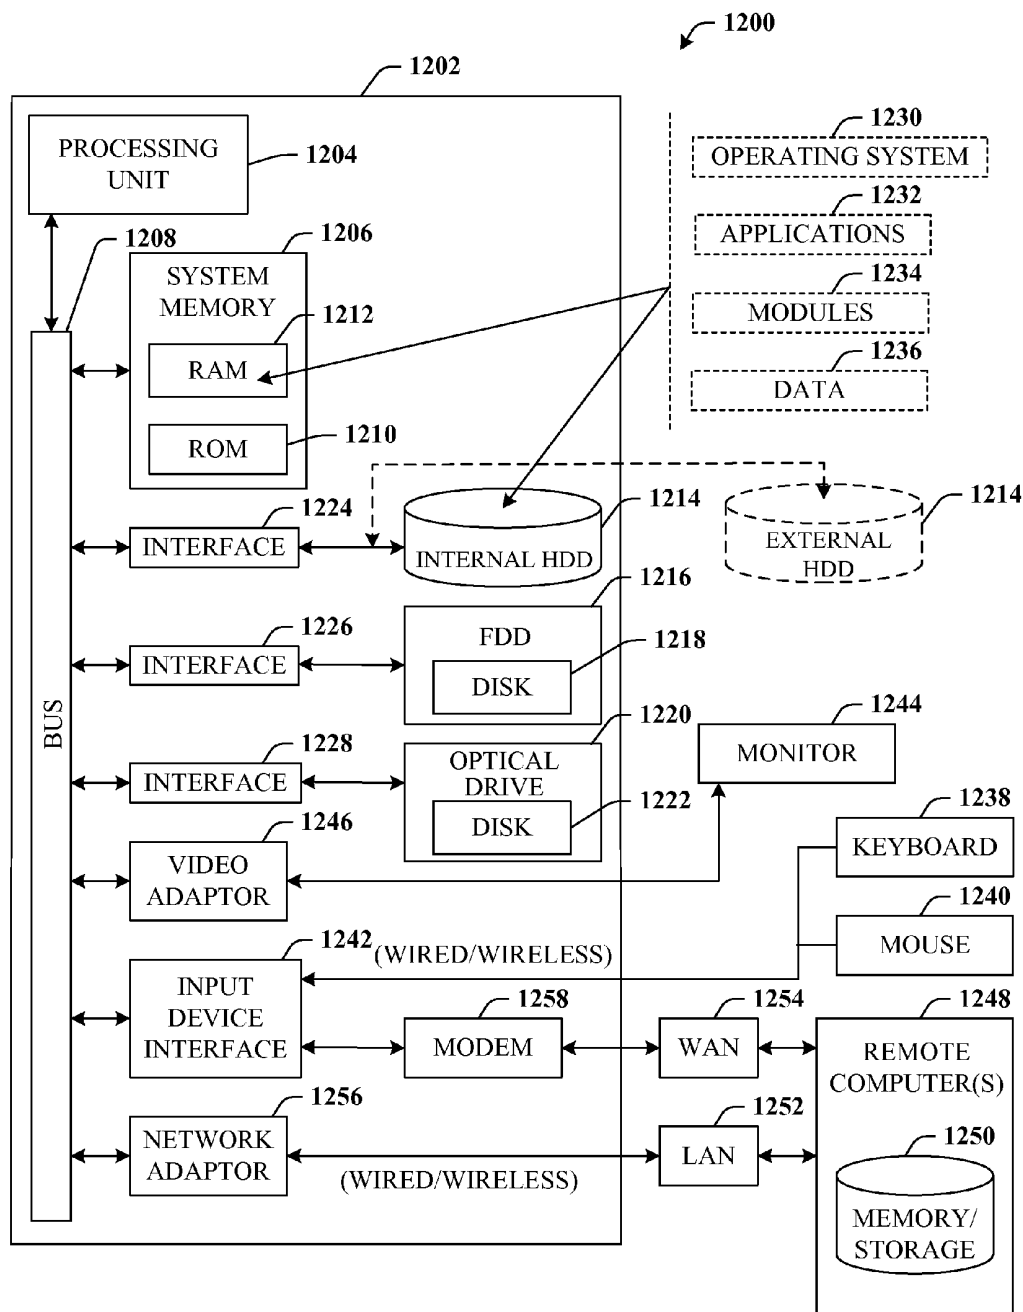 1200
1202
PROCESSING
UNIT
1204
1230
OPERATING SYSTEM
1232
APPLICATIONS
1234
MODULES
1236
DATA
1208
1206
SYSTEM
MEMORY
1212
RAM
1210
ROM
1224
INTERFACE
1214
INTERNAL HDD
1214
EXTERNAL
HDD
1216
FDD
1226
INTERFACE
1218
DISK
BUS
1220
OPTICAL
DRIVE
1228
INTERFACE
1222
DISK
1244
MONITOR
1246
VIDEO
ADAPTOR
1238
KEYBOARD
1240
MOUSE
1242
(WIRED/WIRELESS)
INPUT
DEVICE
INTERFACE
1258
MODEM
1254
WAN
1248
REMOTE
COMPUTER(S)
1256
NETWORK
ADAPTOR
(WIRED/WIRELESS)
1252
LAN
1250
MEMORY/
STORAGE